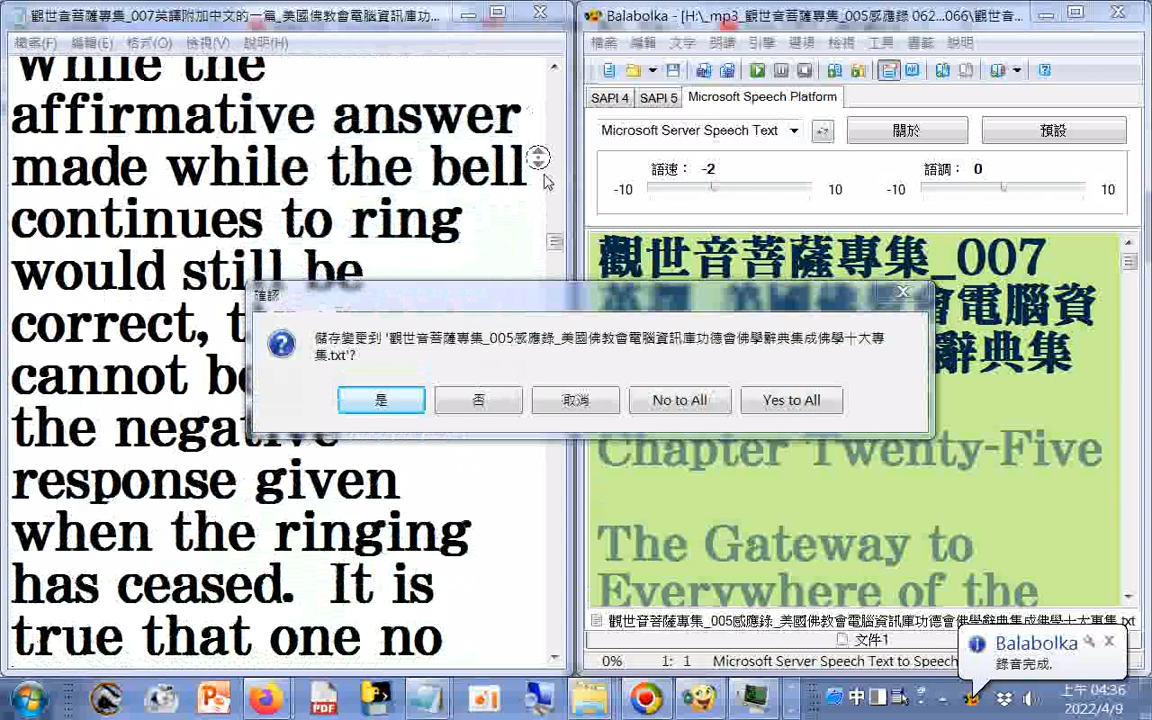 觀世音菩薩專集_007英譯附加中文的一篇_美國佛教會電腦資訊庫功...
檔案(F) 編輯(E) 格式(O) 檢視(V) 說明(H)
While the
affirmative answer
made while the bell
continues to ring
would still be
correct,
cannot be
the negative
response given
when the ringing
has ceased. It is
true that one no
Balabolka - [H:\_mp3_觀世音菩薩專集_005感應錄 062...066\觀世音...
檔案 編輯 文字 朗讀 引擎 選項 檢視 工具 書籤 說明
SAPI 4 SAPI 5 Microsoft Speech Platform
Microsoft Server Speech Text 關於 預設
語速： -2 語調： 0
-10 10 -10 10
觀世音菩薩專集_007
英譯_美國佛教會電腦資
辭典集
Chapter Twenty-Five
The Gateway to
Everywhere of the
觀世音菩薩專集_005感應錄_美國佛教會電腦資訊庫功德會佛學辭典集成佛學十大專集.txt
文件1
0% 1: 1 Microsoft Server Speech Text to Speech
確認
儲存變更到 '觀世音菩薩專集_005感應錄_美國佛教會電腦資訊庫功德會佛學辭典集成佛學十大專
集.txt'?
是 否 取消 No to All Yes to All
Balabolka
錄音完成.
中
上午 04:36
2022/4/9